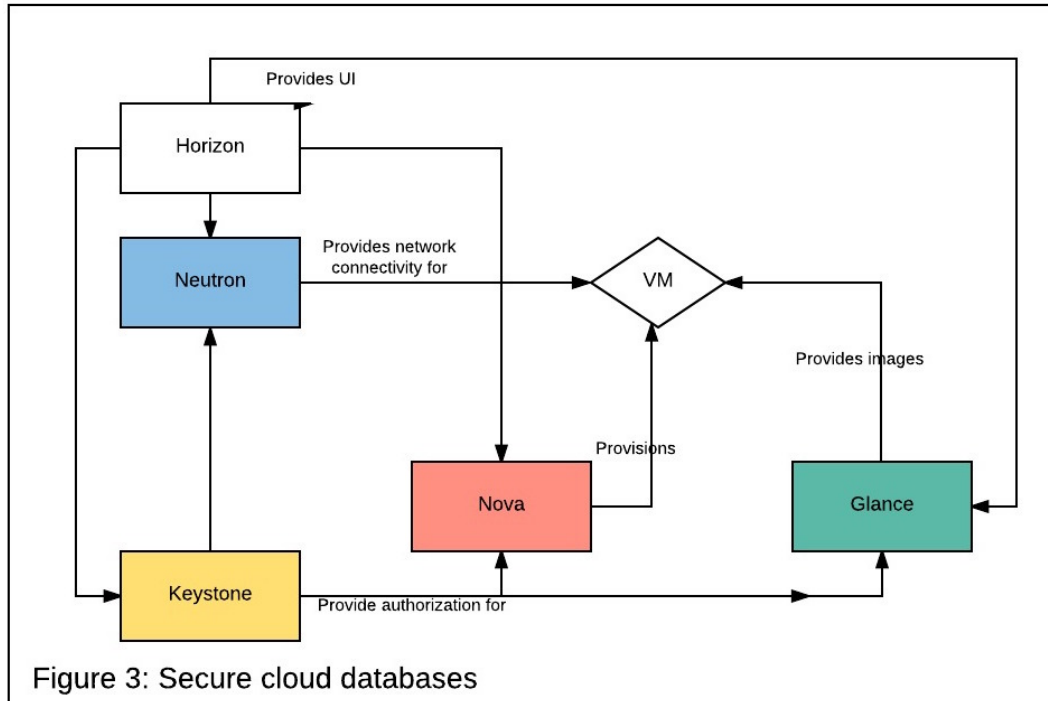 Provides UI
Horizon
Provides network
connectivity for
Neutron
VM
Provides images
Provisions
Nova
Glance
Keystone
Provide authorization for
Figure 3: Secure cloud databases